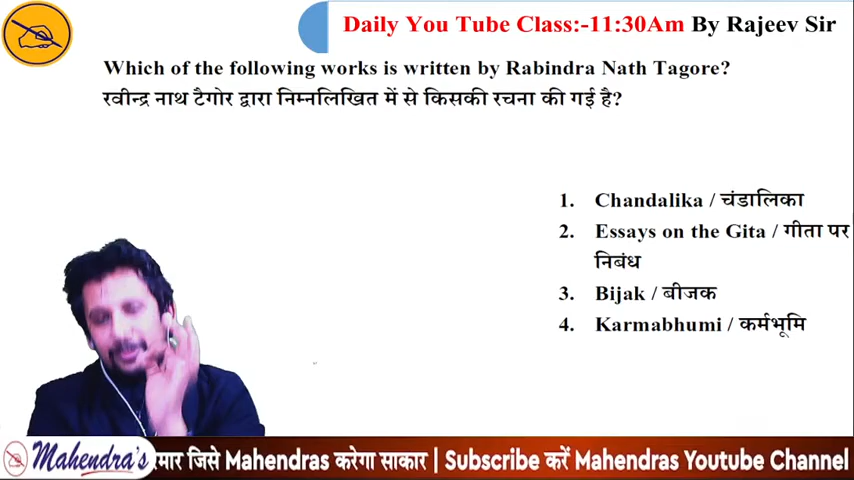 Daily You Tube Class:-11:30Am By Rajeev Sir
Which of the following works is written by Rabindra Nath Tagore?
रवीन्द्र नाथ टैगोर द्वारा निम्नलिखित में से किसकी रचना की गई है?
1. Chandalika / चंडालिका
2. Essays on the Gita / गीता पर
निबंध
3. Bijak / बीजक
4. Karmabhumi / कर्मभूमि
Mahendra's मार जिसे Mahendras करेगा साकार | Subscribe करें Mahendras Youtube Channel